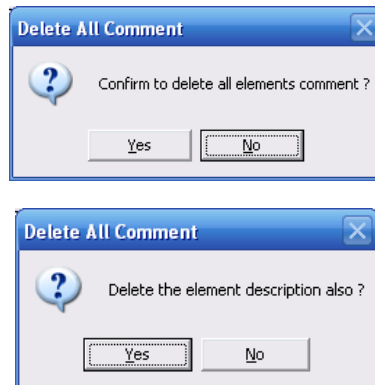 Delete All Comment
Confirm to delete all elements comment ?
Yes No
Delete All Comment
Delete the element description also ?
Yes No